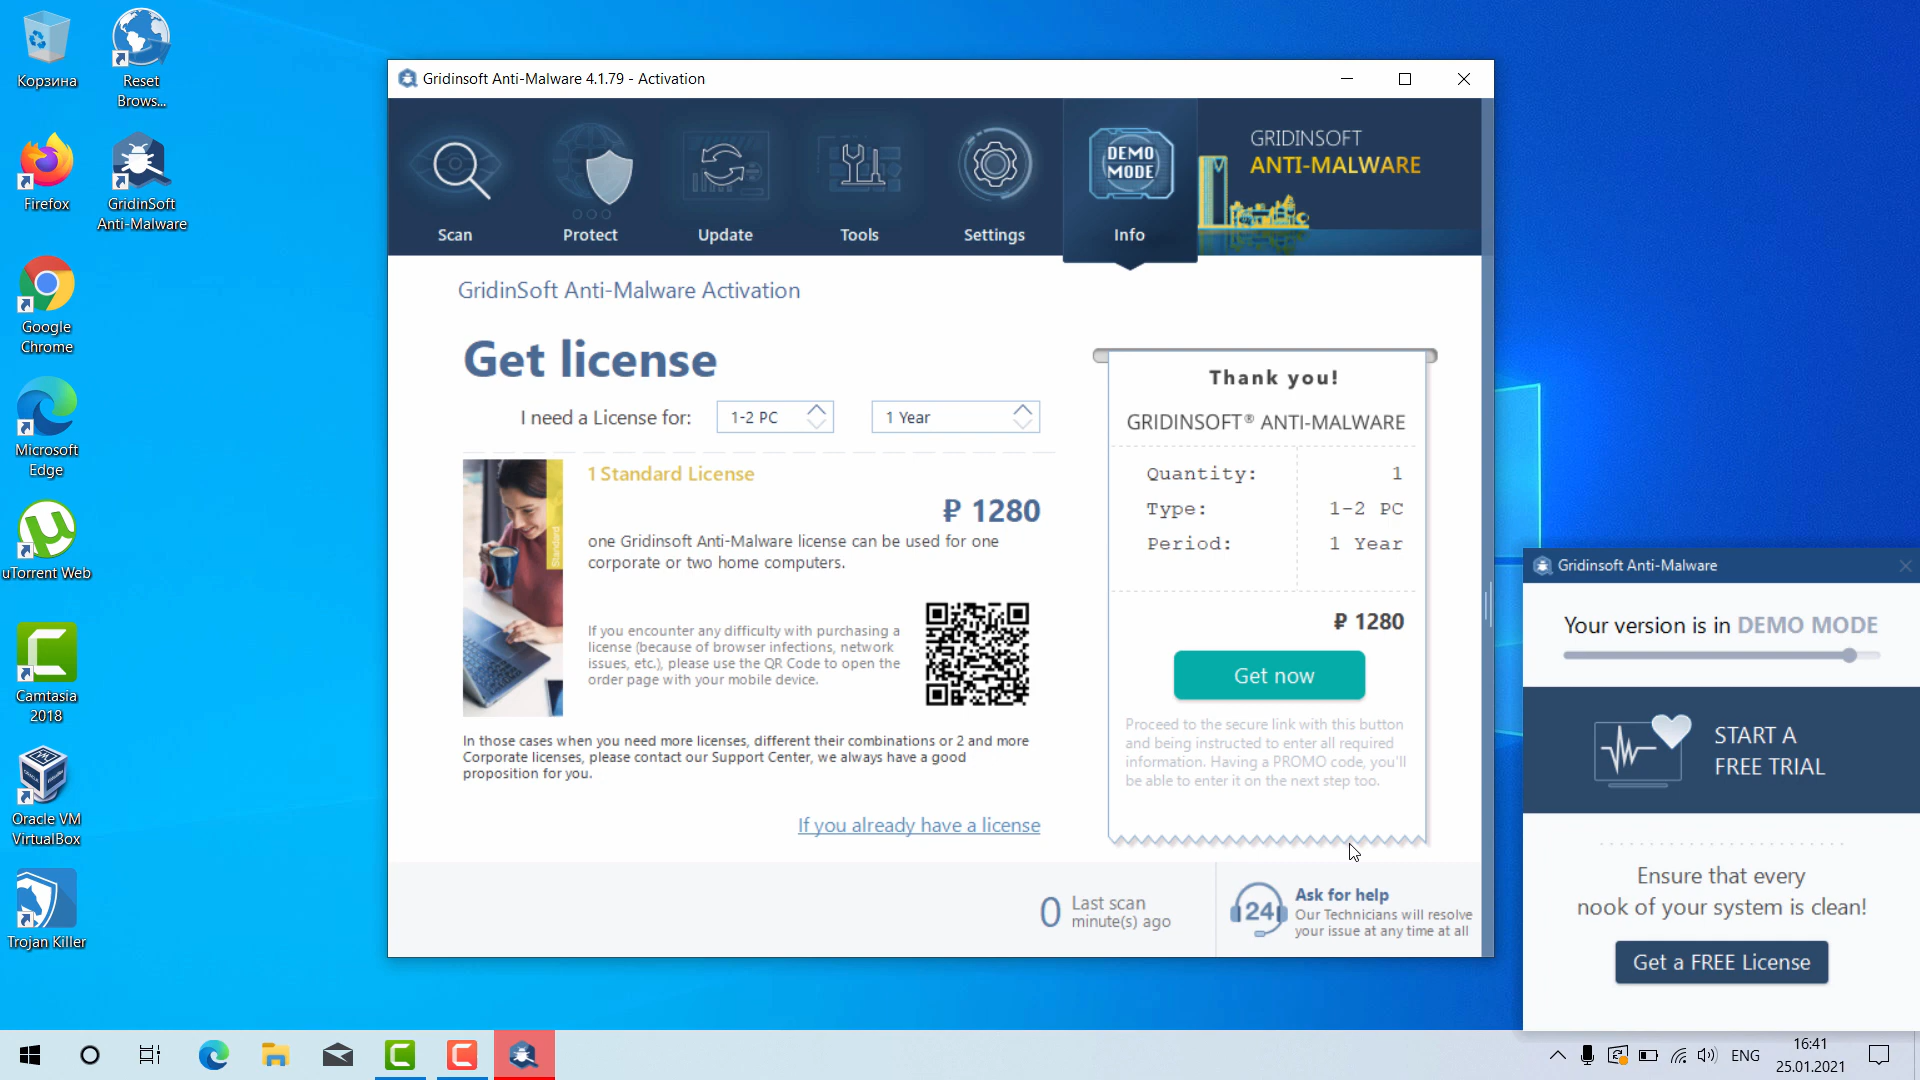 Корзина
Reset
Brows...
Firefox
GridinSoft
Anti-Malware
Google
Chrome
Microsoft
Edge
uTorrent Web
Camtasia
2018
Oracle VM
VirtualBox
Trojan Killer
Gridinsoft Anti-Malware 4.1.79 - Activation
Scan
Protect
Update
Tools
Settings
DEMO
MODE
Info
GRIDINSOFT
ANTI-MALWARE
GridinSoft Anti-Malware Activation
Get license
I need a License for:
1-2 PC
1 Year
Standard
1 Standard License
₽ 1280
one Gridinsoft Anti-Malware license can be used for one
corporate or two home computers.
If you encounter any difficulty with purchasing a
license (because of browser infections, network
issues, etc.), please use the QR Code to open the
order page with your mobile device.
In those cases when you need more licenses, different their combinations or 2 and more
Corporate licenses, please contact our Support Center, we always have a good
proposition for you.
If you already have a license
Thank you!
GRIDINSOFT® ANTI-MALWARE
Quantity: 1
Type: 1-2 PC
Period: 1 Year
₽ 1280
Get now
Proceed to the secure link with this button
and being instructed to enter all required
information. Having a PROMO code, you'll
be able to enter it on the next step too.
0 Last scan
minute(s) ago
24
Ask for help
Our Technicians will resolve
your issue at any time at all
Gridinsoft Anti-Malware
Your version is in DEMO MODE
START A
FREE TRIAL
Ensure that every
nook of your system is clean!
Get a FREE License
ENG
16:41
25.01.2021